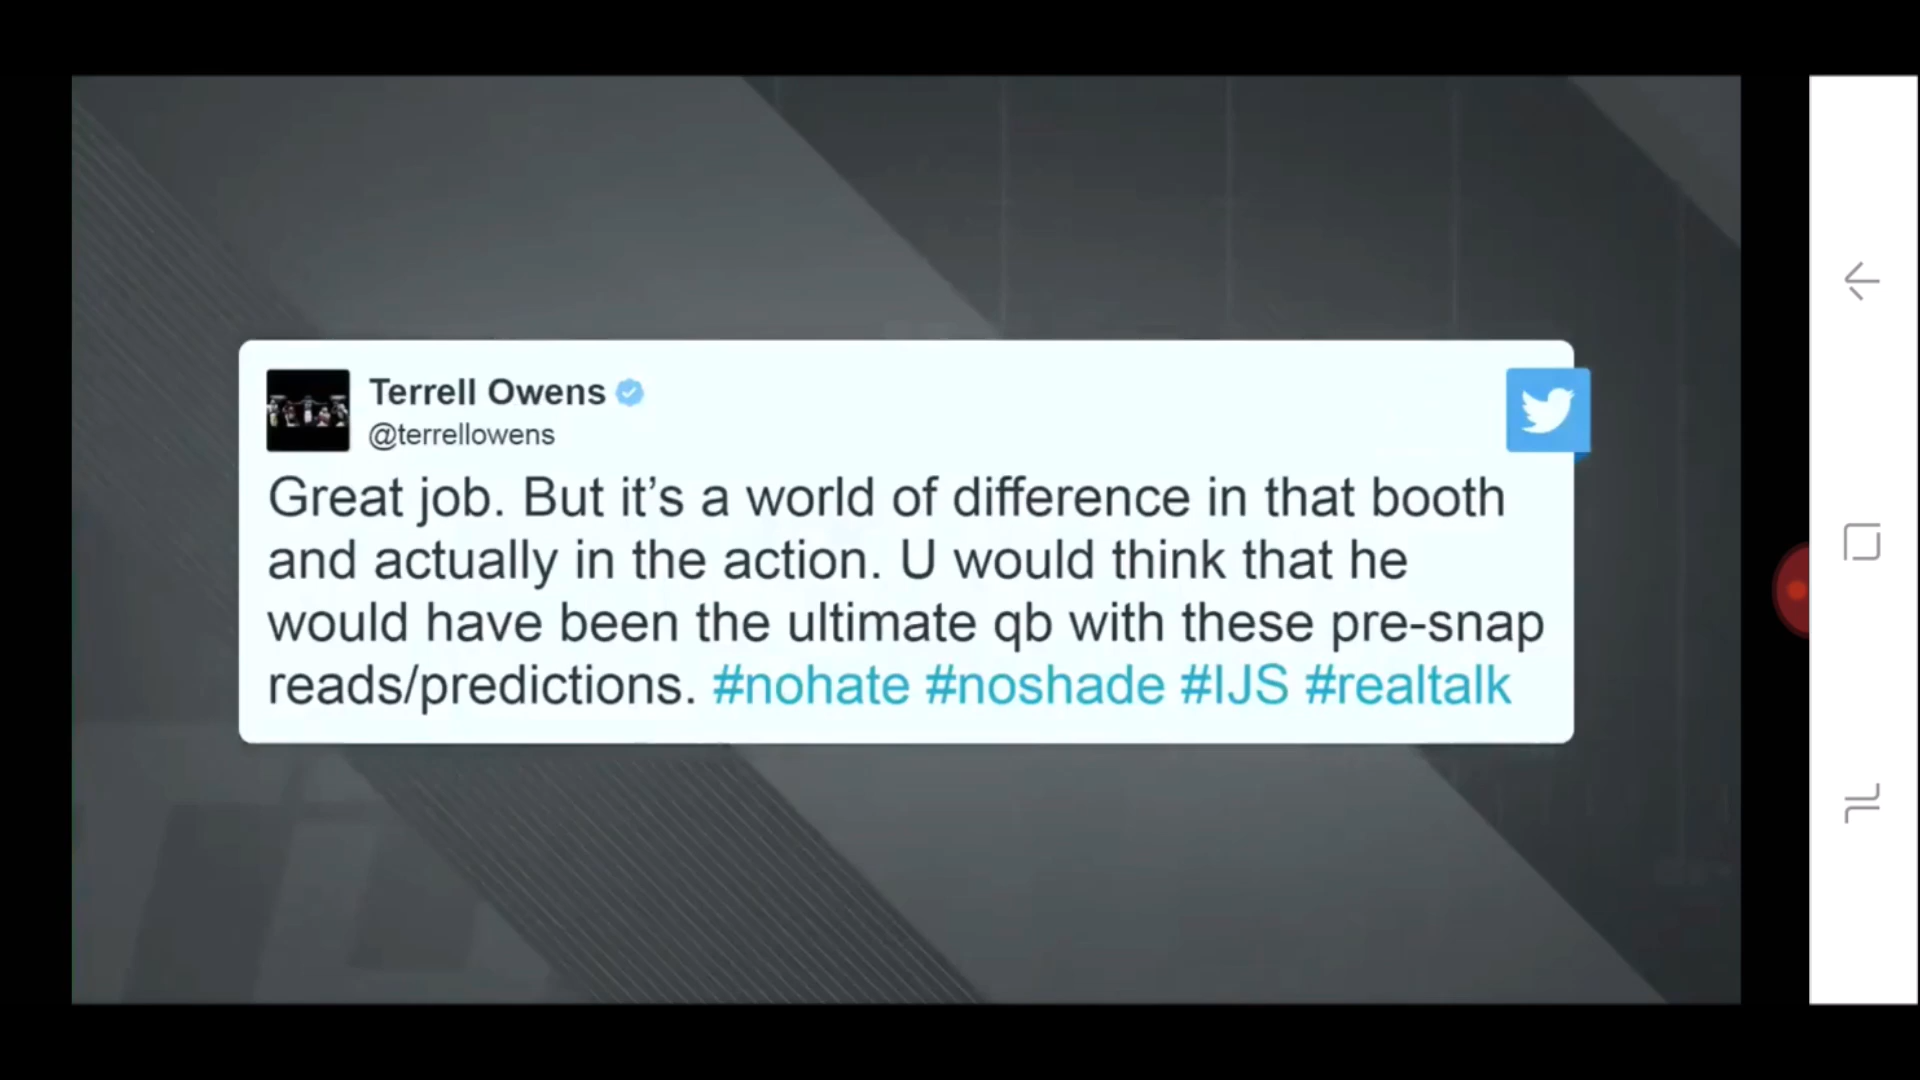 Terrell Owens
@terrellowens
Great job. But it’s a world of difference in that booth
and actually in the action. U would think that he
would have been the ultimate qb with these pre-snap
reads/predictions. #nohate #noshade #IJS #realtalk